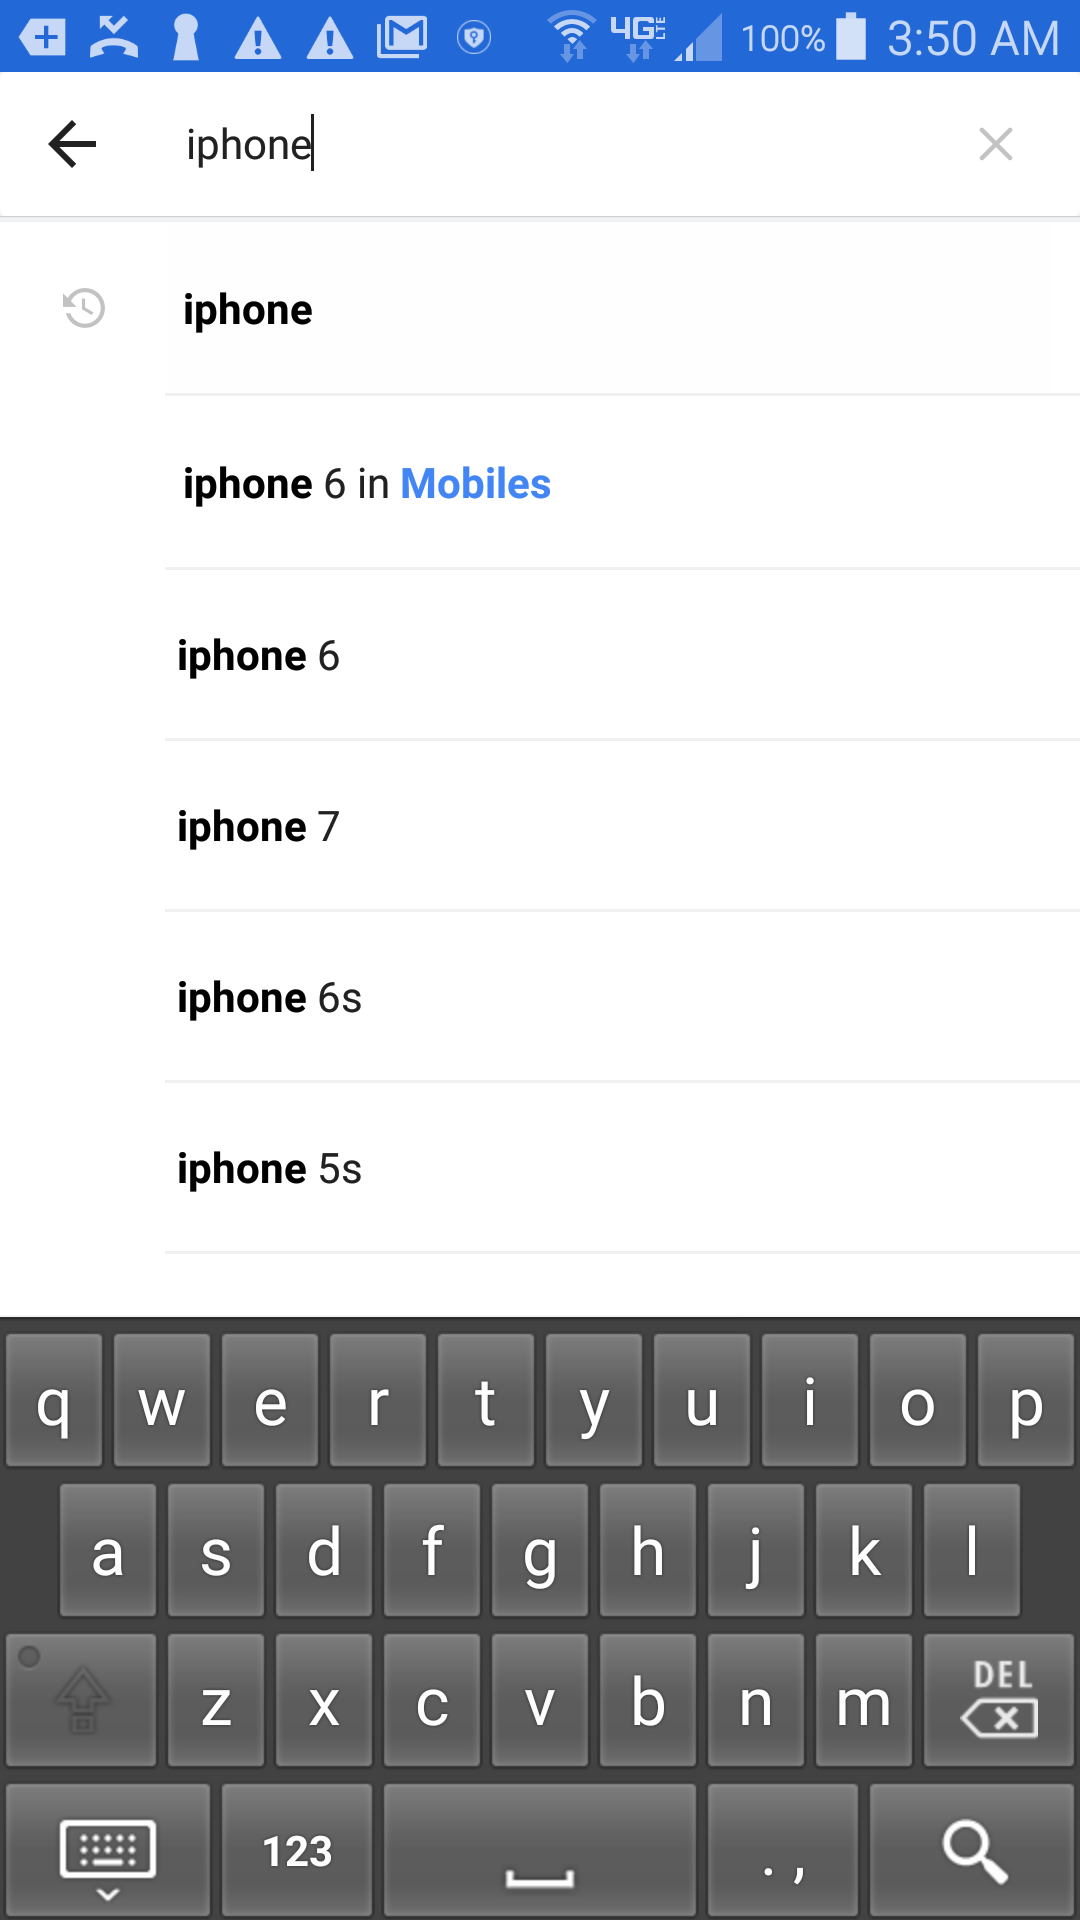 4G LTE 100% 3:50 AM
iphone
iphone
iphone 6 in Mobiles
iphone 6
iphone 7
iphone 6s
iphone 5s
q w e r t y u i o p
a s d f g h j k l
z x c v b n m DEL
123 . ,